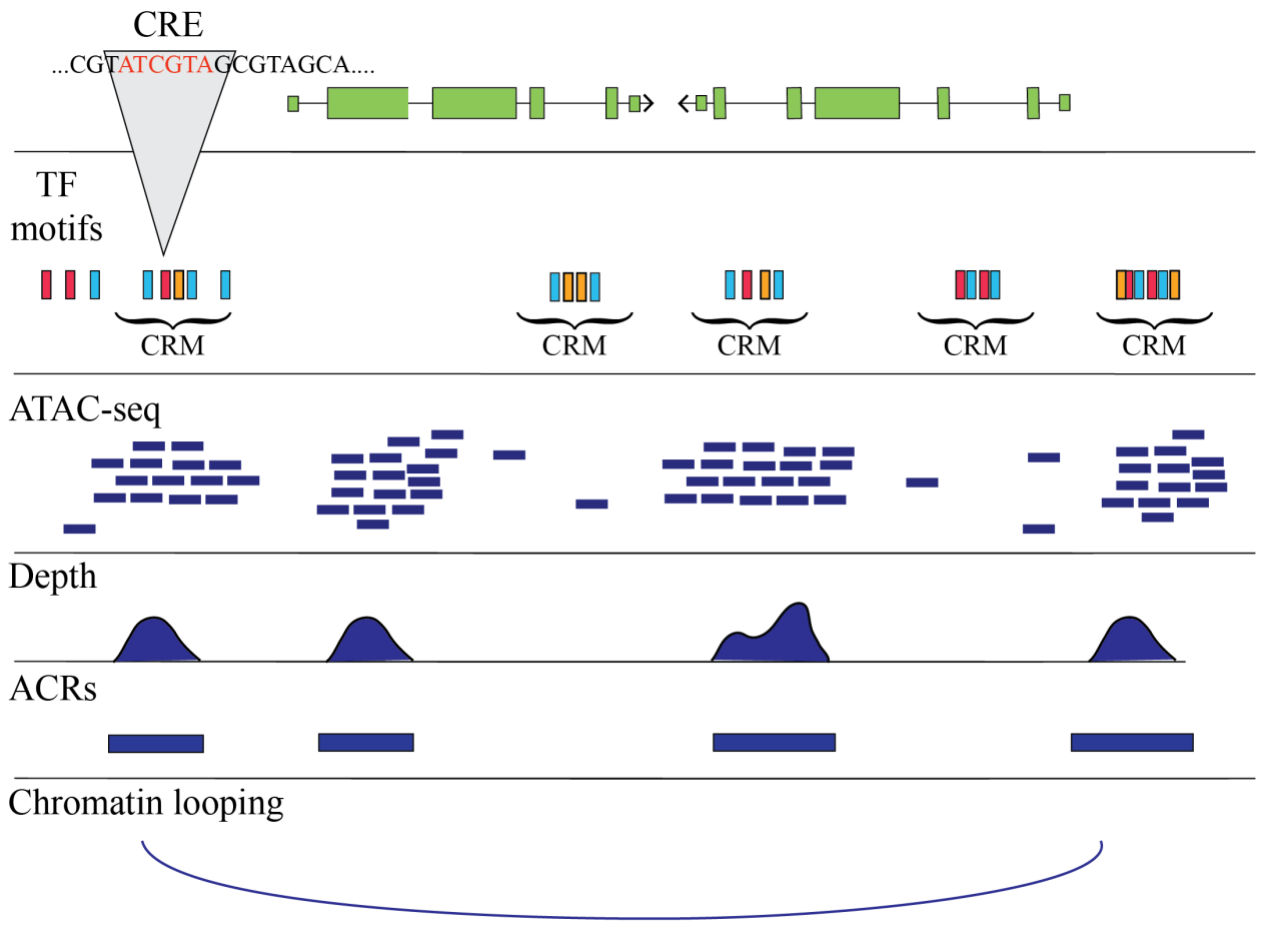 CRE
...CGTATCGTAGCGTAGCA....
TF
motifs
CRM
CRM
CRM
CRM
CRM
ATAC-seq
Depth
ACRs
Chromatin looping